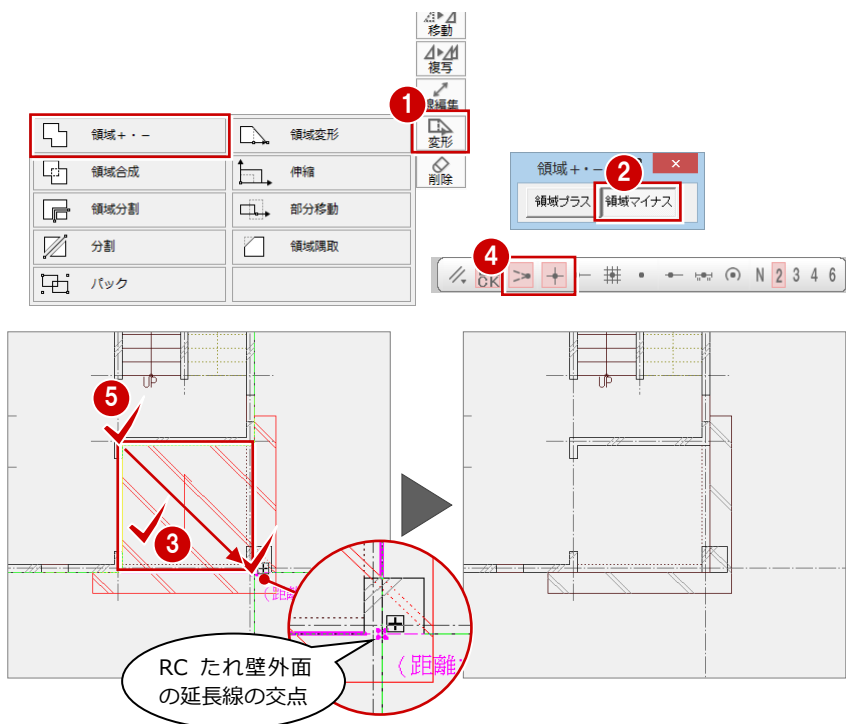 移動
複写
線編集
1
変形
削除
領域+・-
領域変形
領域合成
伸縮
領域分割
部分移動
分割
領域隅取
パック
領域+・-
2
×
領域プラス
領域マイナス
4
CK
N 2 3 4 6
UP
5
3
UP
(距離
RC たれ壁外面
の延長線の交点